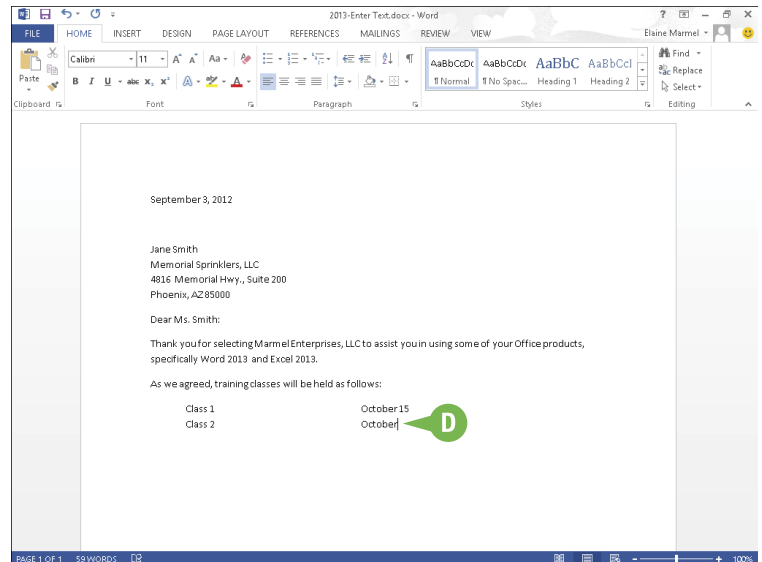 2013-Enter Text.docx - Word
?
FILE HOME INSERT DESIGN PAGE LAYOUT REFERENCES MAILINGS REVIEW VIEW Elaine Marmel
Calibri 11 A A Aa AaBbCcDc AaBbCcDc AaBbC AaBbCcI Find
Paste B I U abc X₂ X² A A ¶ Normal ¶ No Spac... Heading 1 Heading 2 Replace
Select
Clipboard Font Paragraph Styles Editing
September 3, 2012
Jane Smith
Memorial Sprinklers, LLC
4816 Memorial Hwy., Suite 200
Phoenix, AZ 85000
Dear Ms. Smith:
Thank you for selecting Marmel Enterprises, LLC to assist you in using some of your Office products,
specifically Word 2013 and Excel 2013.
As we agreed, training classes will be held as follows:
Class 1 October 15
Class 2 October D
PAGE 1 OF 1 59 WORDS 100%